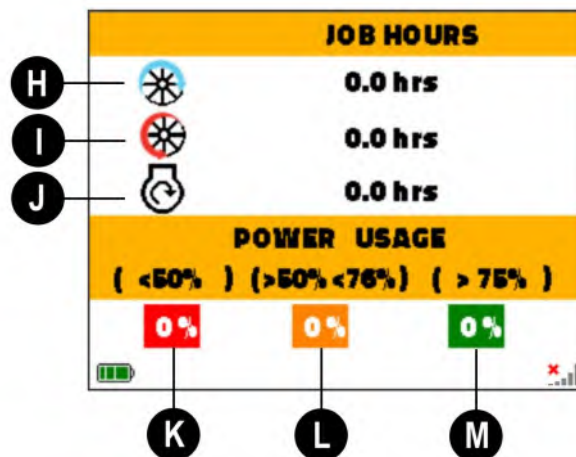 JOB HOURS
H 0.0 hrs
I 0.0 hrs
J 0.0 hrs
POWER USAGE
( <50% ) (>50% <76%) ( > 75% )
0% 0% 0%
K L M